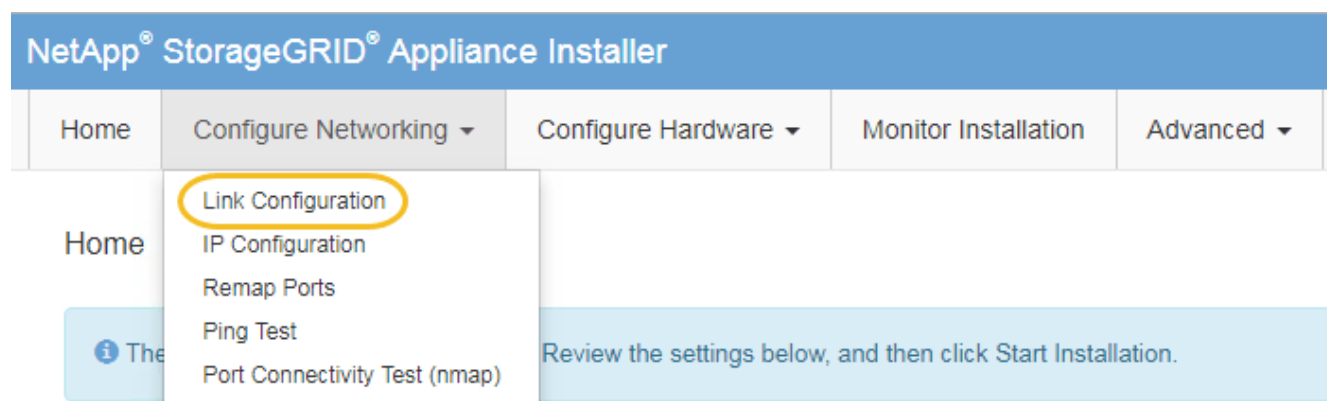 NetApp® StorageGRID® Appliance Installer
Home Configure Networking Configure Hardware Monitor Installation Advanced
Link Configuration
Home
IP Configuration
Remap Ports
Ping Test
The Review the settings below, and then click Start Installation.
Port Connectivity Test (nmap)